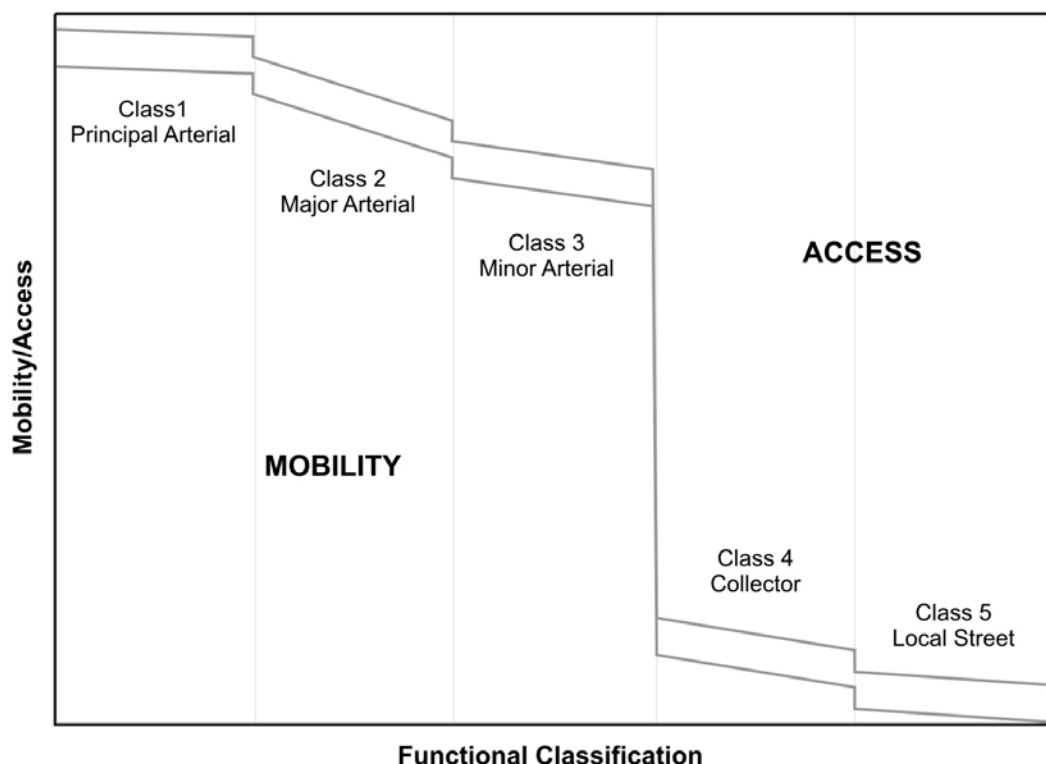 Class1
Principal Arterial
Class 2
Major Arterial
Class 3
Minor Arterial
ACCESS
Mobility/Access
MOBILITY
Class 4
Collector
Class 5
Local Street
Functional Classification